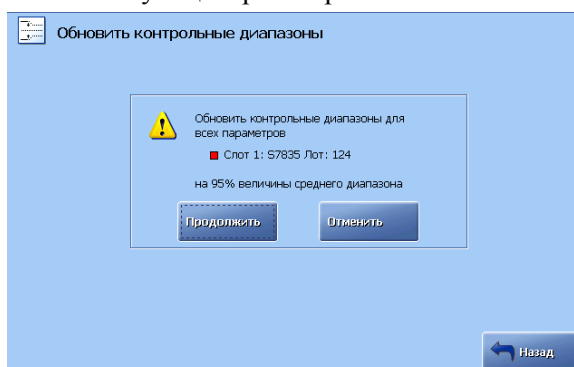 Обновить контрольные диапазоны
Обновить контрольные диапазоны для
всех параметров
Слот 1: S7835 Лот: 124
на 95% величины среднего диапазона
Продолжить
Отменить
Назад